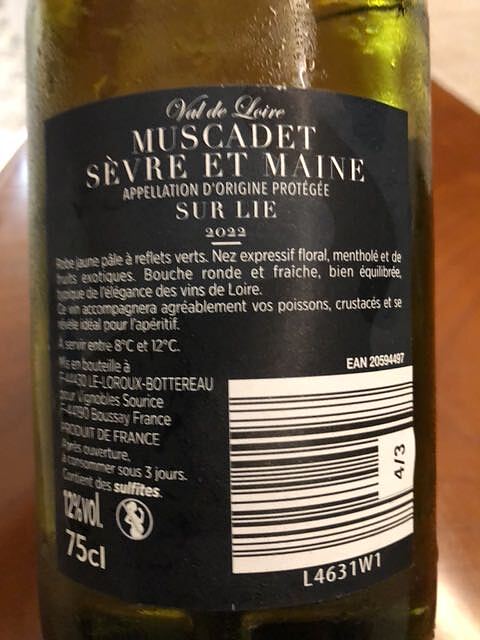 Val de Loire
MUSCADET
SÈVRE ET MAINE
APPELLATION D'ORIGINE PROTÉGÉE
SUR LIE
2022
Robe jaune pâle à reflets verts. Nez expressif floral, mentholé et de
fruits exotiques. Bouche ronde et fraîche, bien équilibrée,
typique de l'élégance des vins de Loire.
Ce vin accompagnera agréablement vos poissons, crustacés et se
révèle idéal pour l'apéritif.
A servir entre 8°C et 12°C.
Mis en bouteille à
F-44430 LE-LOROUX-BOTTEREAU
pour Vignobles Sourice
F-44190 Boussay France
PRODUIT DE FRANCE
Après ouverture,
à consommer sous 3 jours.
Contient des sulfites.
12%vol.
75cl
EAN 20594497
4/3
L4631W1